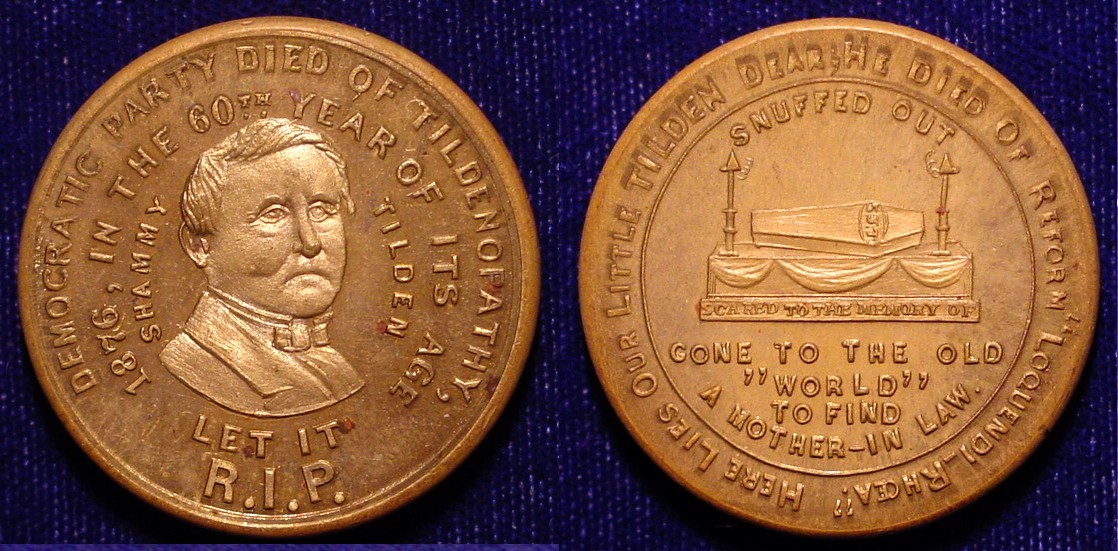 DEMOCRATIC PARTY DIED OF TILDENOPATHY,
1876, IN THE 60TH YEAR OF ITS AGE
SHAMMY TILDEN
LET IT
R.I.P.
HERE LIES OUR LITTLE TILDEN DEAR; HE DIED OF REFORM "LOQUENDI-RHŒA."
SNUFFED OUT
SCARED TO THE MEMORY OF
GONE TO THE OLD
"WORLD"
TO FIND
A MOTHER-IN LAW.